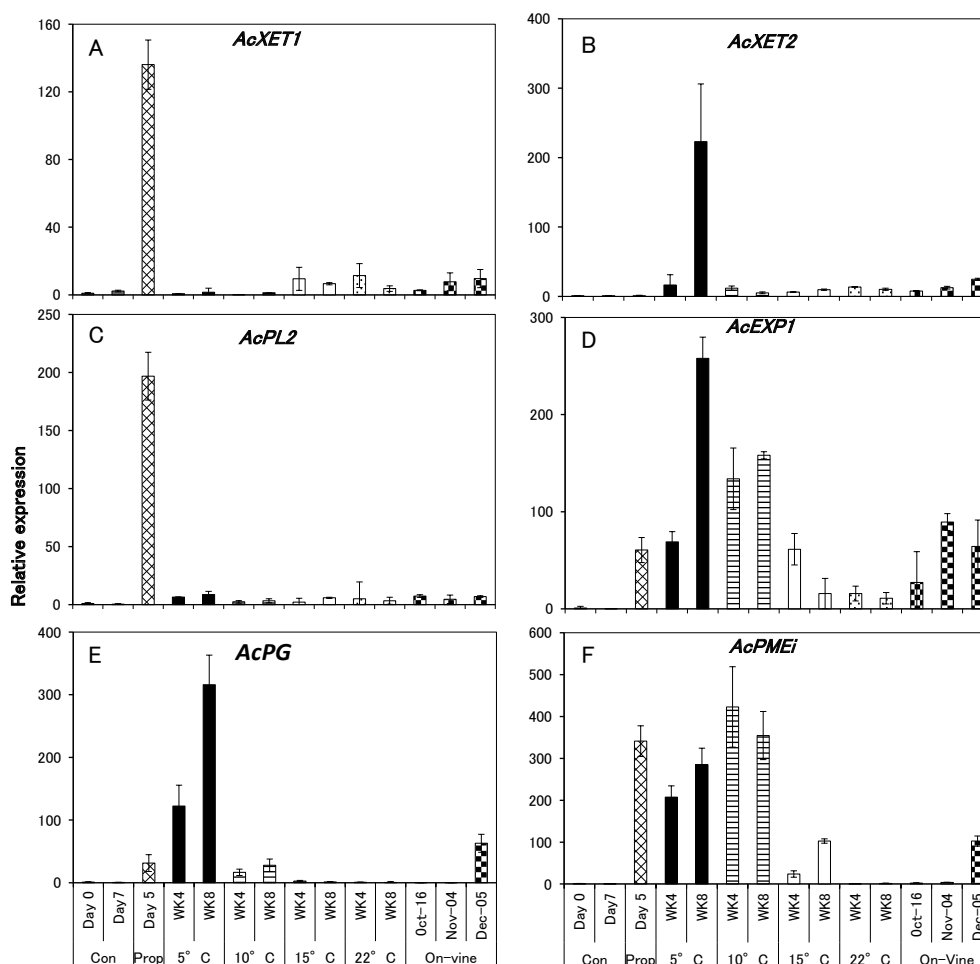 A
AcXET1
160
120
80
40
0
B
AcXET2
400
300
200
100
0
Relative expression
C
AcPL2
250
200
150
100
50
0
D
AcEXP1
300
200
100
0
E
AcPG
400
300
200
100
0
F
AcPMEi
600
500
400
300
200
100
0
Day 0 Day7 Day 5 WK4 WK8 WK4 WK8 WK4 WK8 WK4 WK8 Oct-16 Nov-04 Dec-05
Con Prop 5° C 10° C 15° C 22° C On-vine
Day 0 Day7 Day 5 WK4 WK8 WK4 WK8 WK4 WK8 WK4 WK8 Oct-16 Nov-04 Dec-05
Con Prop 5° C 10° C 15° C 22° C On-Vine